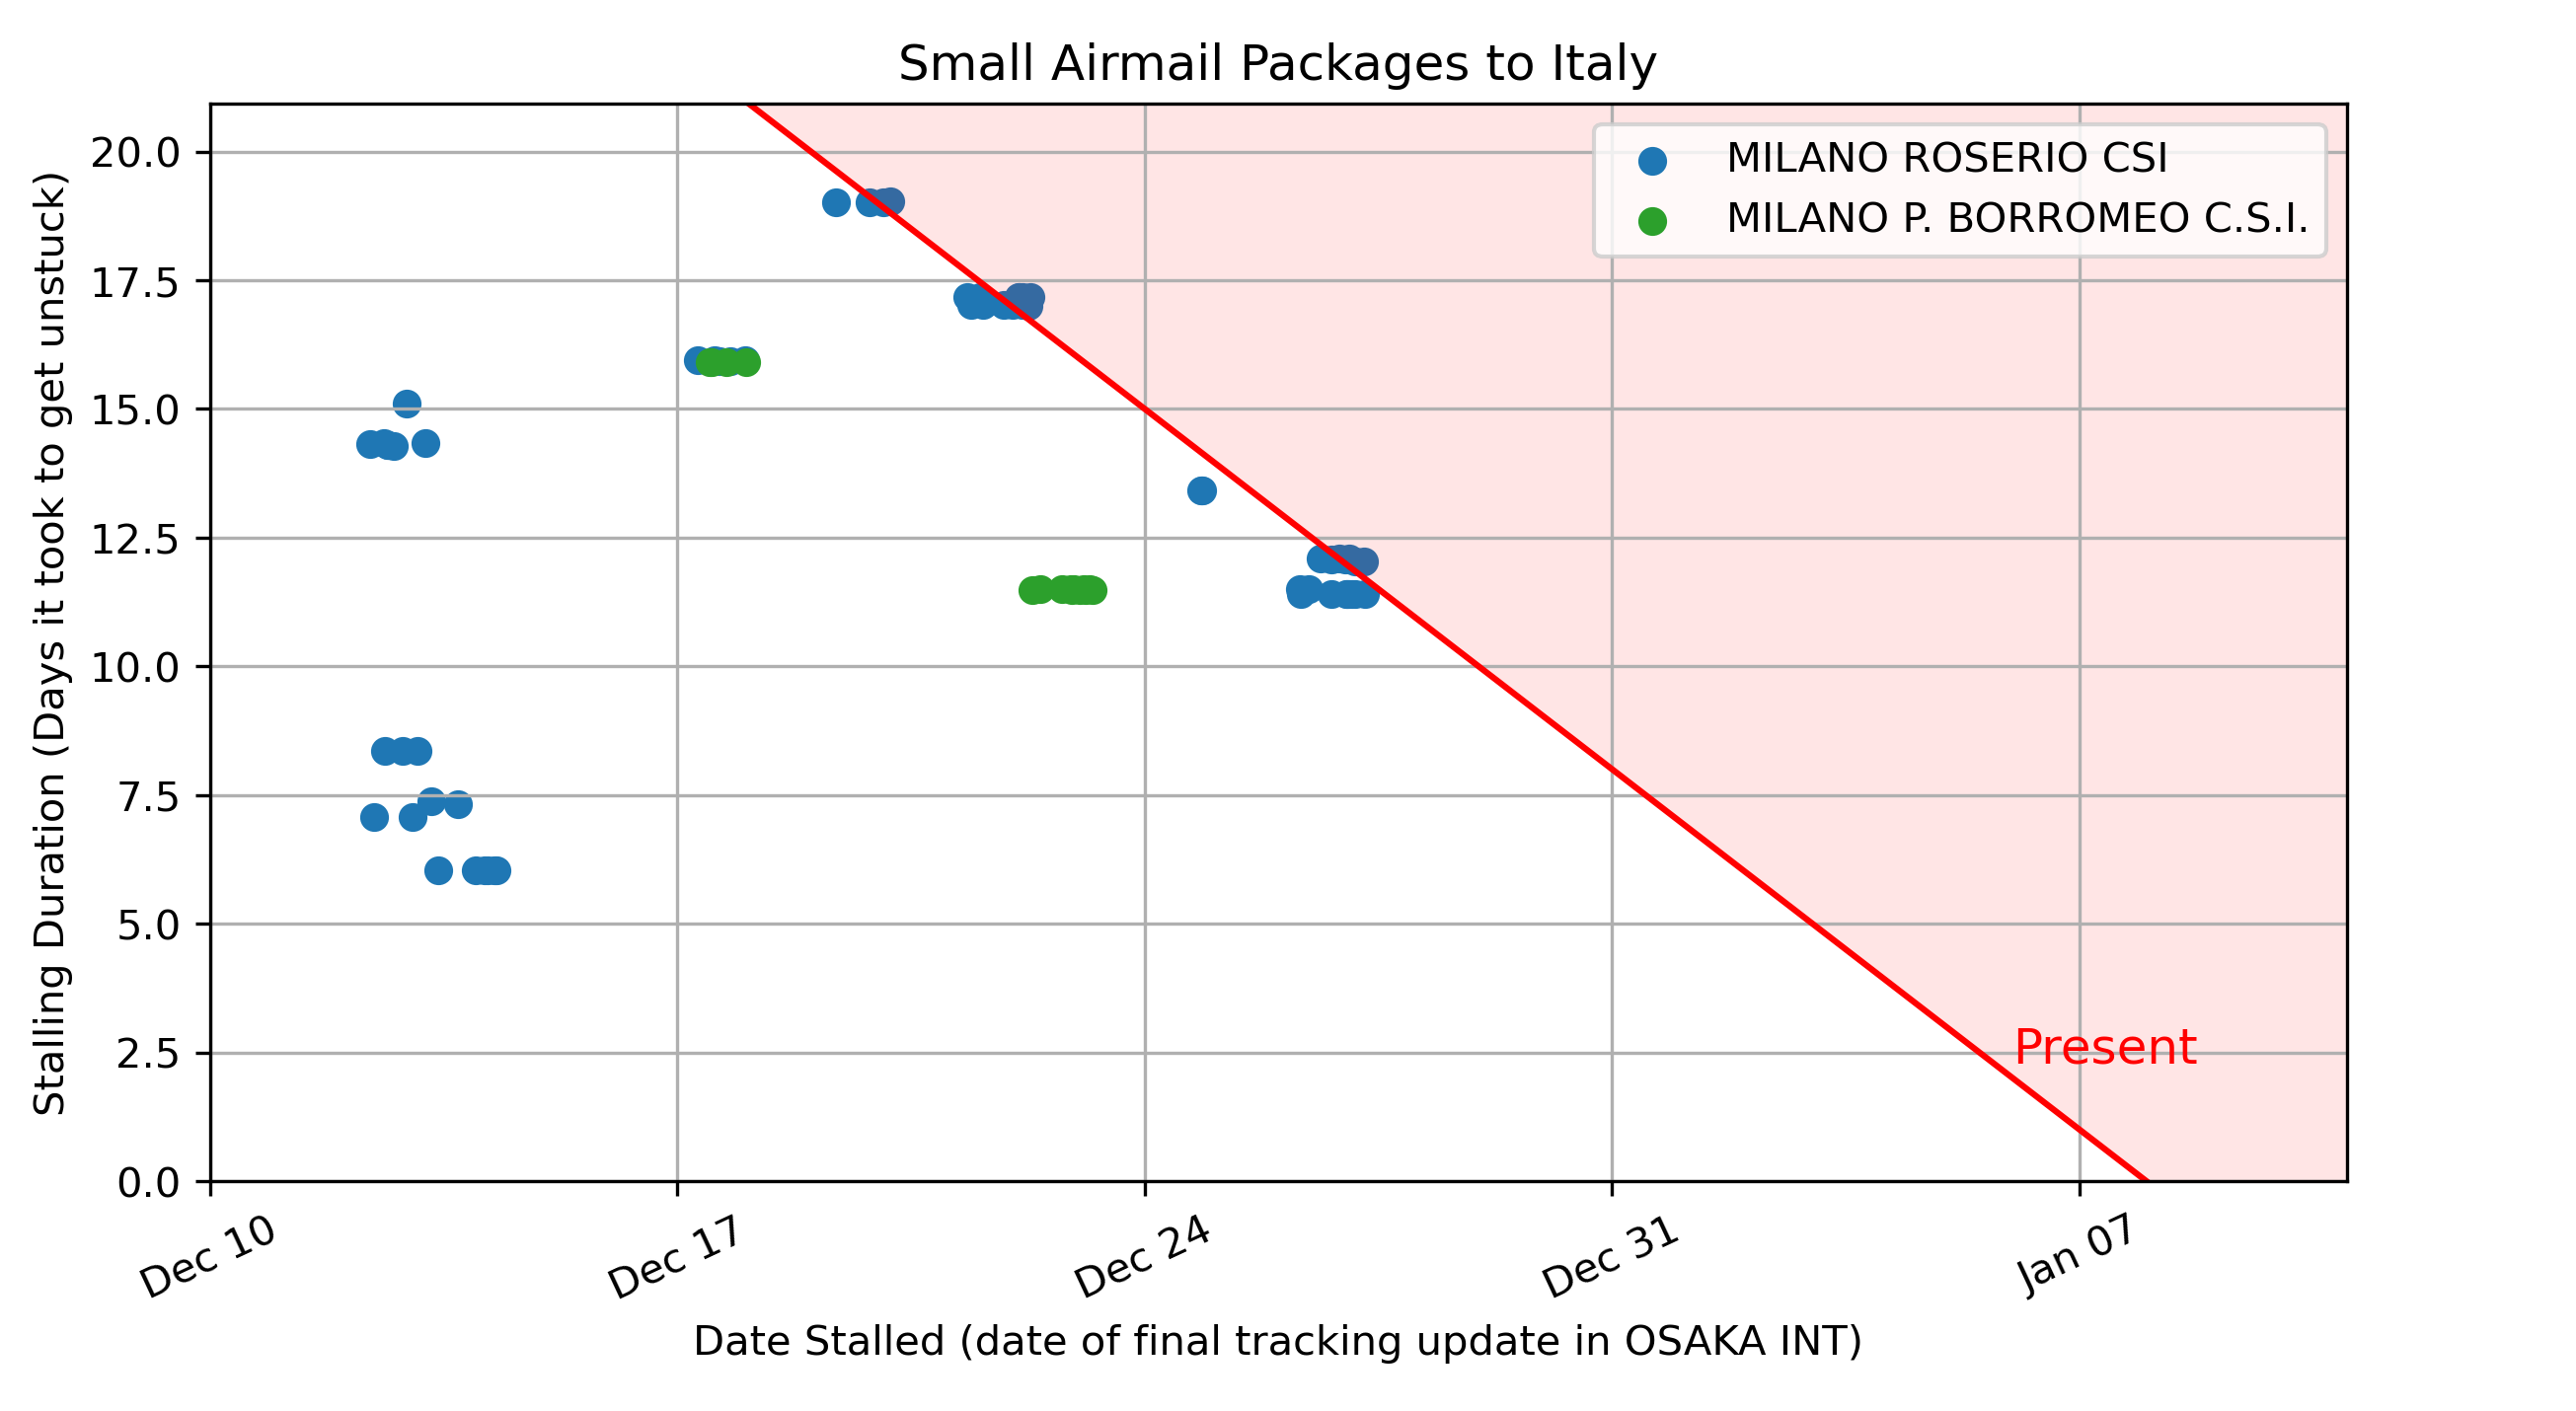 Small Airmail Packages to Italy
MILANO ROSERIO CSI
MILANO P. BORROMEO C.S.I.
Stalling Duration (Days it took to get unstuck)
20.0
17.5
15.0
12.5
10.0
7.5
5.0
2.5
0.0
Present
Dec 10
Dec 17
Dec 24
Dec 31
Jan 07
Date Stalled (date of final tracking update in OSAKA INT)